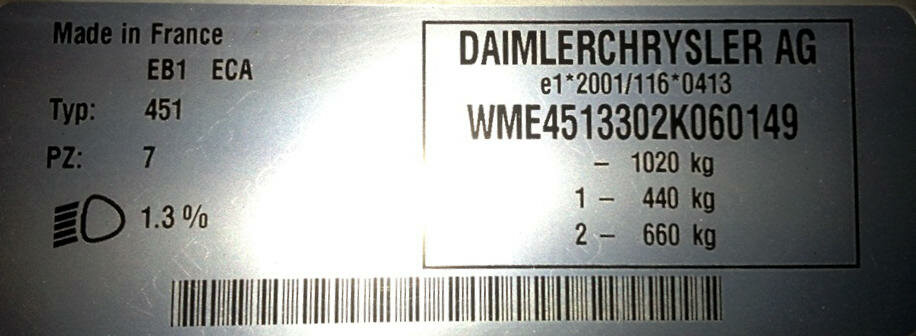 Made in France
EB1 ECA
Typ: 451
PZ: 7
1.3 %
DAIMLERCHRYSLER AG
e1*2001/116*0413
WME4513302K060149
– 1020 kg
1 – 440 kg
2 – 660 kg